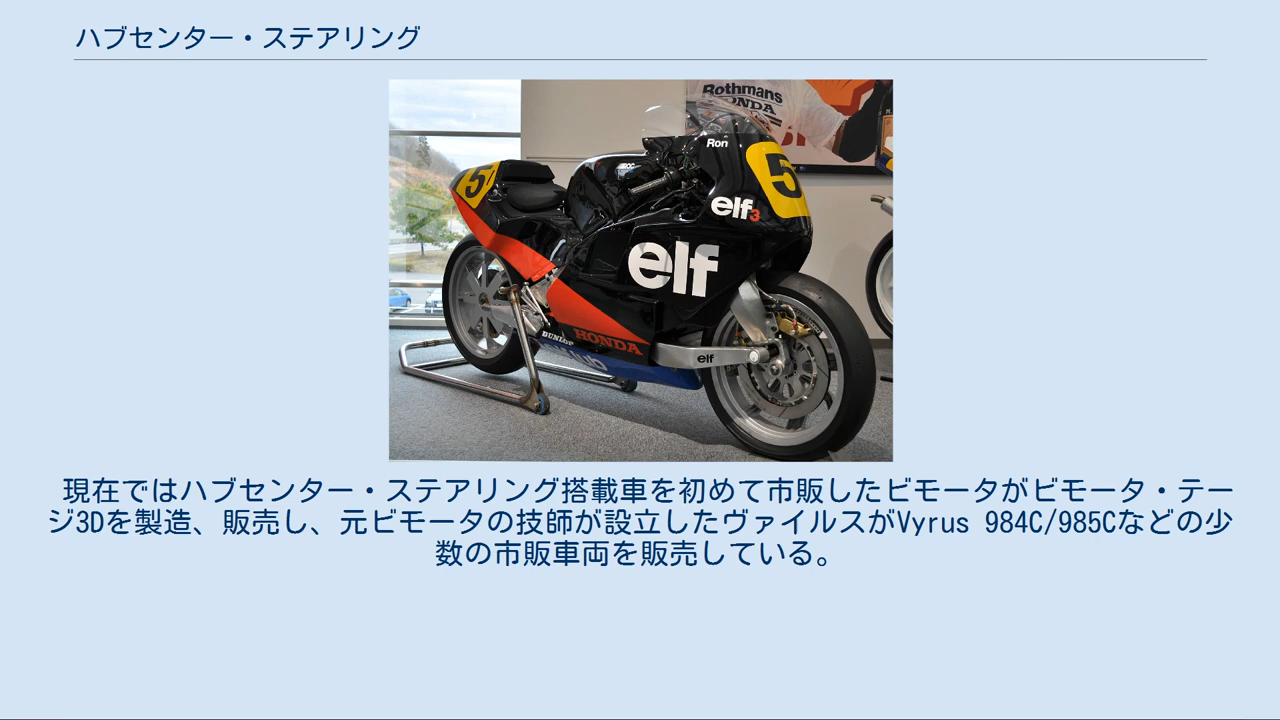 ハブセンター・ステアリング
Rothmans
HONDA
Ron
50
5
elf3
elf
DUNLOP
HONDA
elf
現在ではハブセンター・ステアリング搭載車を初めて市販したビモータがビモータ・テー
ジ3Dを製造、販売し、元ビモータの技師が設立したヴァイルスがVyrus 984C/985Cなどの少
数の市販車両を販売している。